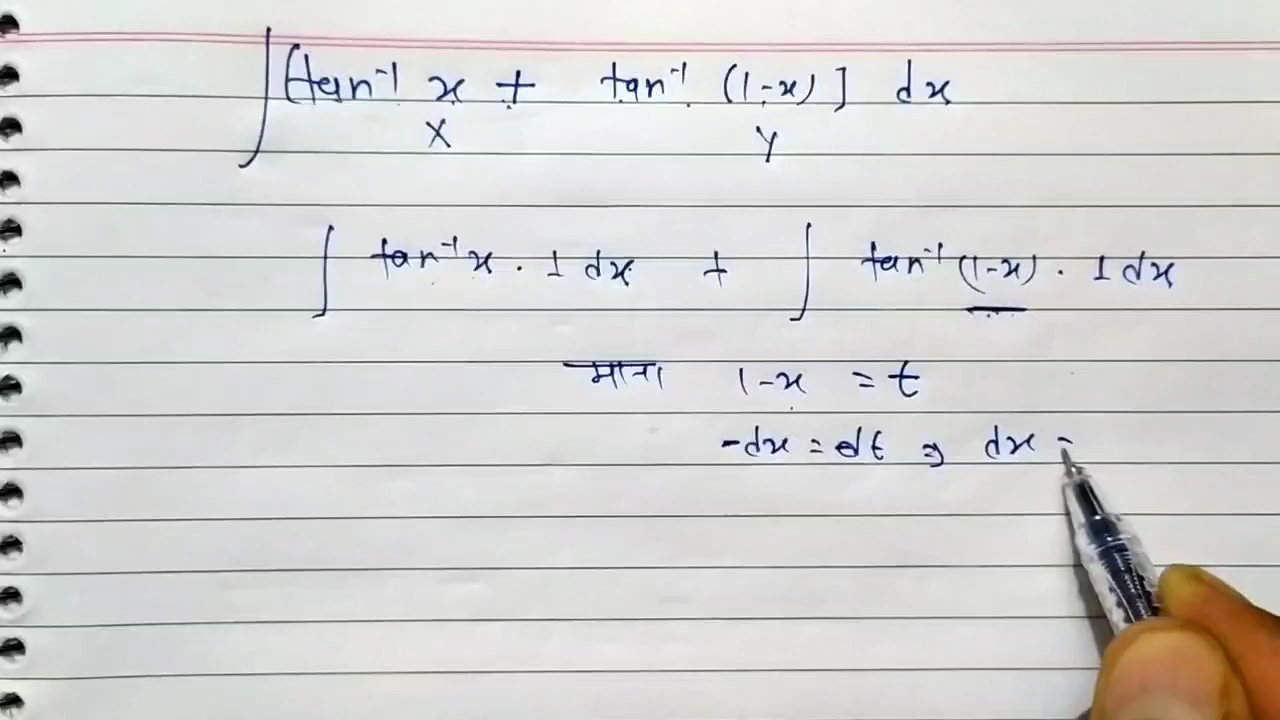 ∫ [tan⁻¹ x + tan⁻¹ (1-x)] dx
X Y
∫ tan⁻¹x · 1 dx + ∫ tan⁻¹ (1-x) · 1 dx
माना 1-x = t
-dx = dt ⇒ dx =